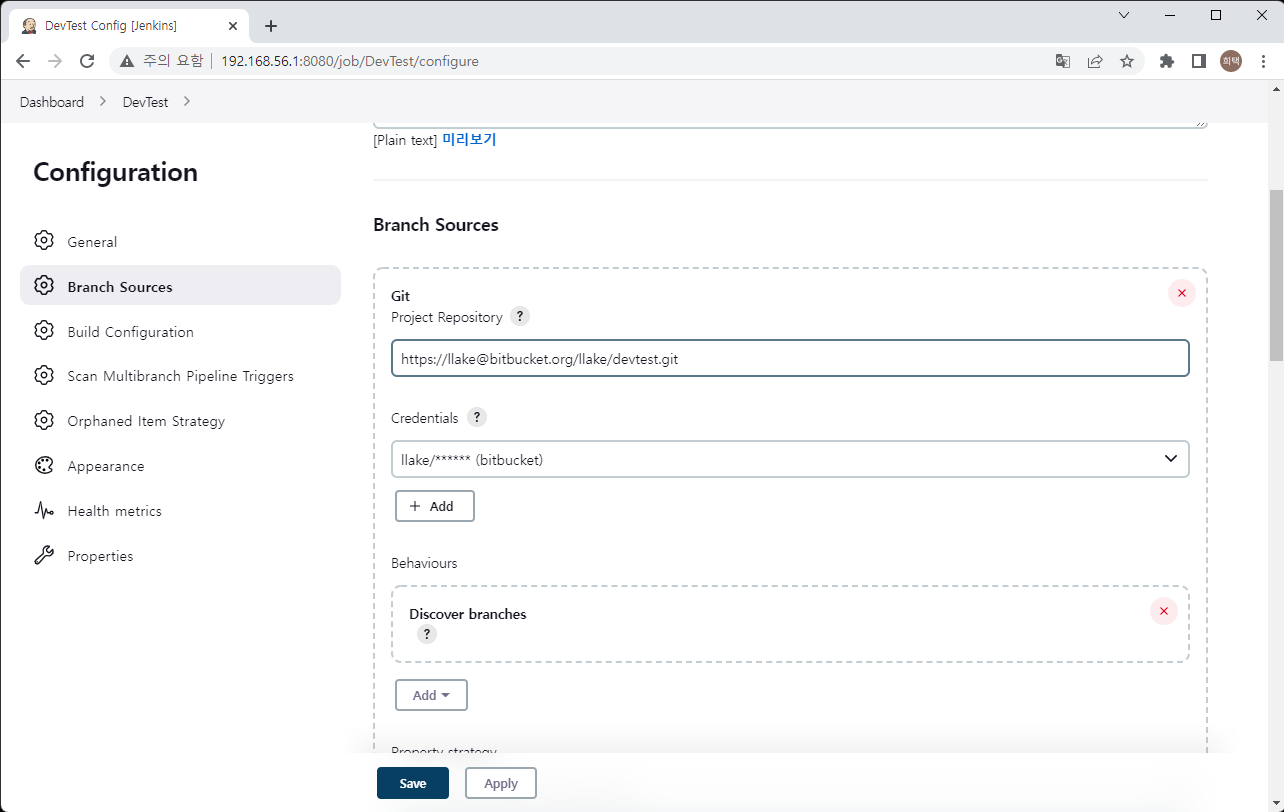 DevTest Config [Jenkins]
주의 요함 192.168.56.1:8080/job/DevTest/configure
희택
Dashboard DevTest
[Plain text] 미리보기
Configuration
General
Branch Sources
Build Configuration
Scan Multibranch Pipeline Triggers
Orphaned Item Strategy
Appearance
Health metrics
Properties
Branch Sources
Git
Project Repository ?
https://llake@bitbucket.org/llake/devtest.git
Credentials ?
llake/****** (bitbucket)
+ Add
Behaviours
Discover branches
?
Add
Property strategy
Save Apply